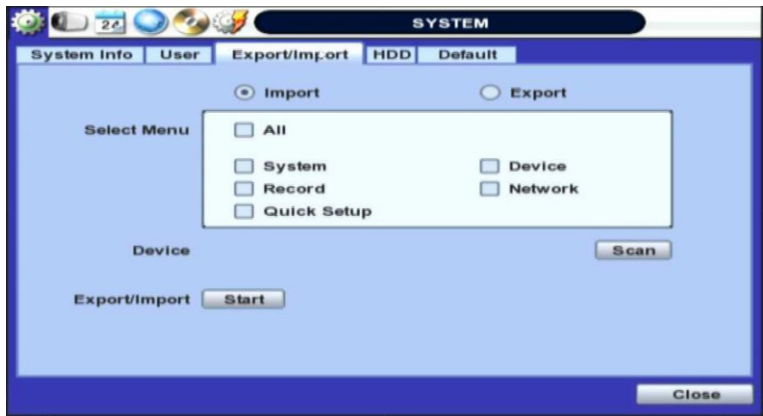 SYSTEM
System Info User Export/Import HDD Default
Import Export
Select Menu All
System Device
Record Network
Quick Setup
Device Scan
Export/Import Start
Close